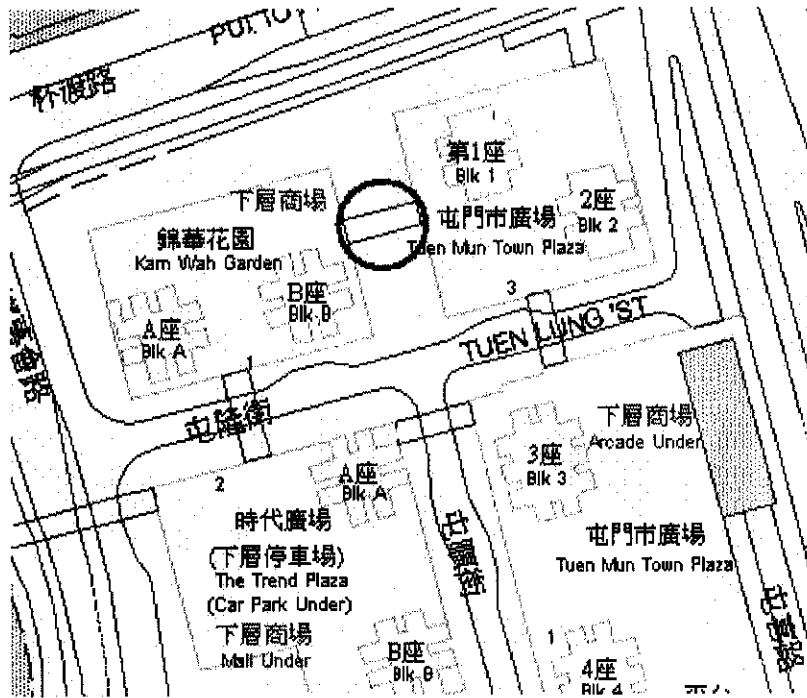 PUI TO
杯渡路
第1座
Blk 1
2座
Blk 2
下層商場
屯門市廣場
Tuen Mun Town Plaza
錦華花園
Kam Wah Garden
B座
Blk B
A座
Blk A
3
TUEN LUNG ST
屯隆街
2
A座
Blk A
下層商場
Arcade Under
3座
Blk 3
時代廣場
(下層停車場)
The Trend Plaza
(Car Park Under)
下層商場
Mall Under
屯門市廣場
Tuen Mun Town Plaza
B座
Blk B
1
4座
Blk 4